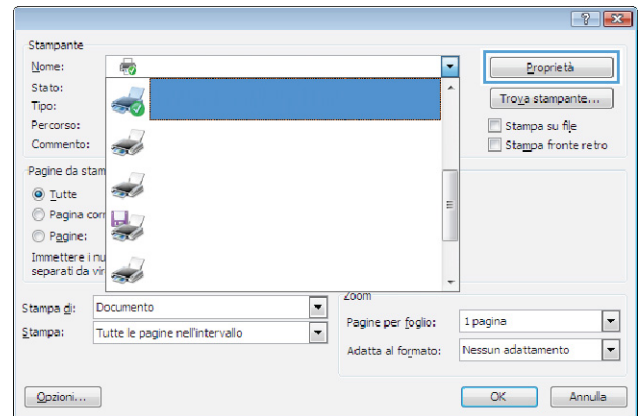 Stampante
Nome:
Proprietà
Stato:
Tipo:
Trova stampante...
Percorso:
Stampa su file
Commento:
Stampa fronte retro
Pagine da stam
Tutte
Pagina corr
Pagine:
Immettere i nu
separati da vir
Zoom
Stampa di: Documento
Pagine per foglio: 1 pagina
Stampa: Tutte le pagine nell'intervallo
Adatta al formato: Nessun adattamento
Opzioni...
OK
Annulla